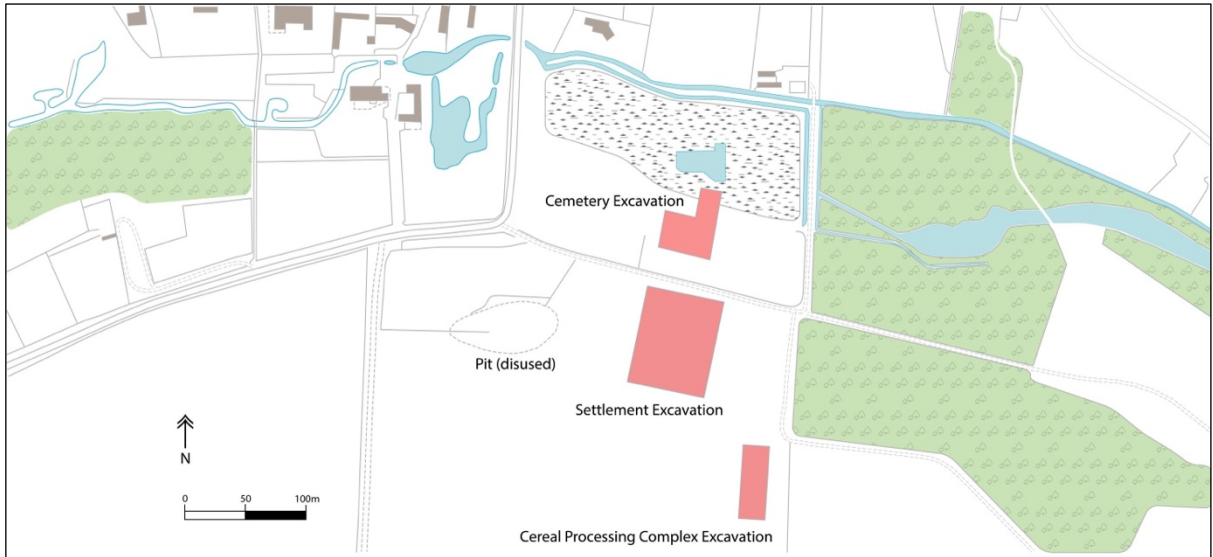 Cemetery Excavation
Pit (disused)
Settlement Excavation
N
0 50 100m
Cereal Processing Complex Excavation